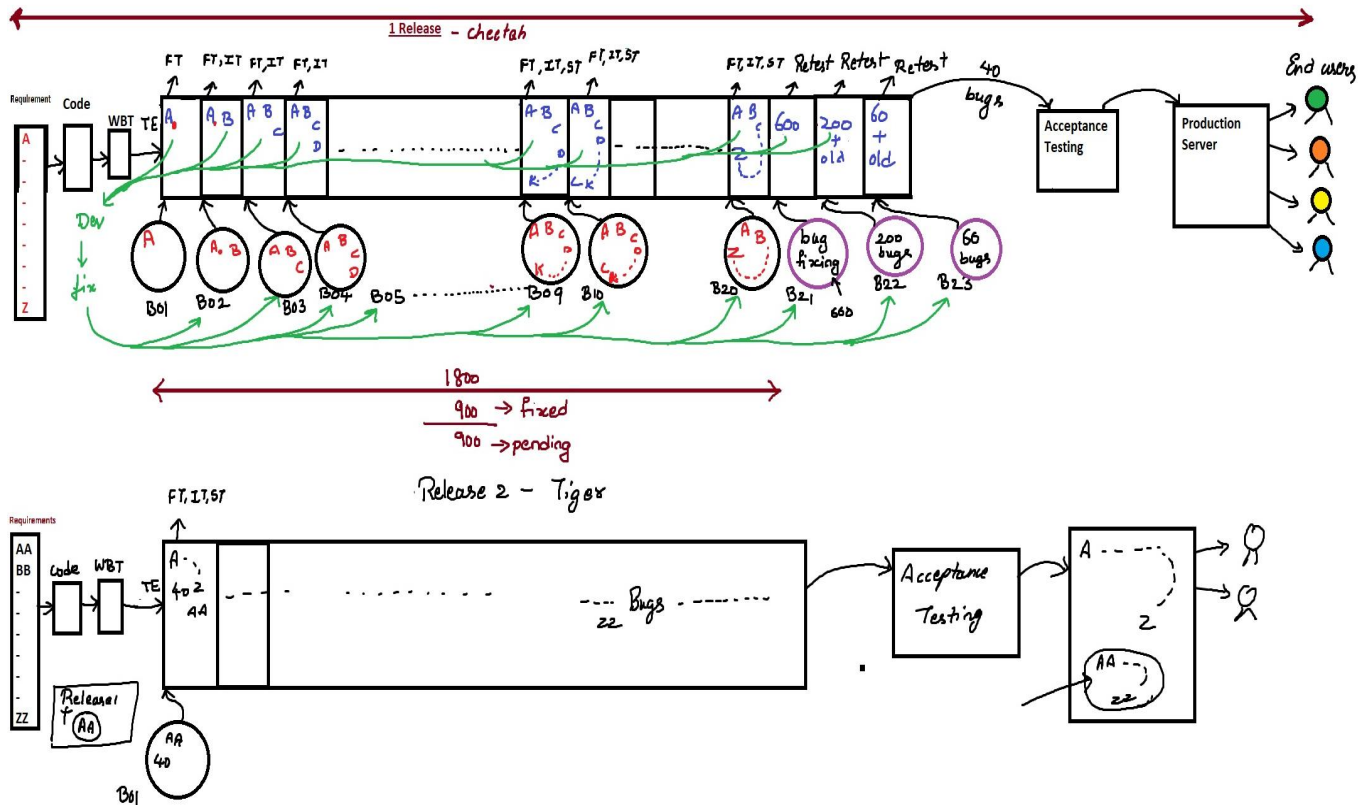 1 Release - cheetah
FT
FT, IT
FT, IT
FT, IT
FT, IT, ST
FT, IT, ST
FT, IT, ST
Retest
Retest
Retest
40
bugs
End users
Requirement
Code
WBT
TE
A
-
-
-
-
-
-
-
Z
A
A B
A B
C
A B
C
D
A B
C
D
K
A B
C
D
K
L
A B
C
Z
600
200
+
old
60
+
old
Acceptance
Testing
Production
Server
Dev
fix
A
A B
A B
C
A B
C
D
A B
C
D
K
A B
C
D
K
L
A B
Z
bug
fixing
200
bugs
60
bugs
B01
B02
B03
B04
B05
B09
B10
B20
B21
600
B22
B23
1800
900 → fixed
900 → pending
Release 2 - Tiger
FT, IT, ST
Requirements
AA
BB
-
-
-
-
-
-
-
ZZ
Code
WBT
TE
A
40 Z
AA
ZZ
Bugs
Acceptance
Testing
A
Z
AA
ZZ
Release1
+
AA
AA
40
B01